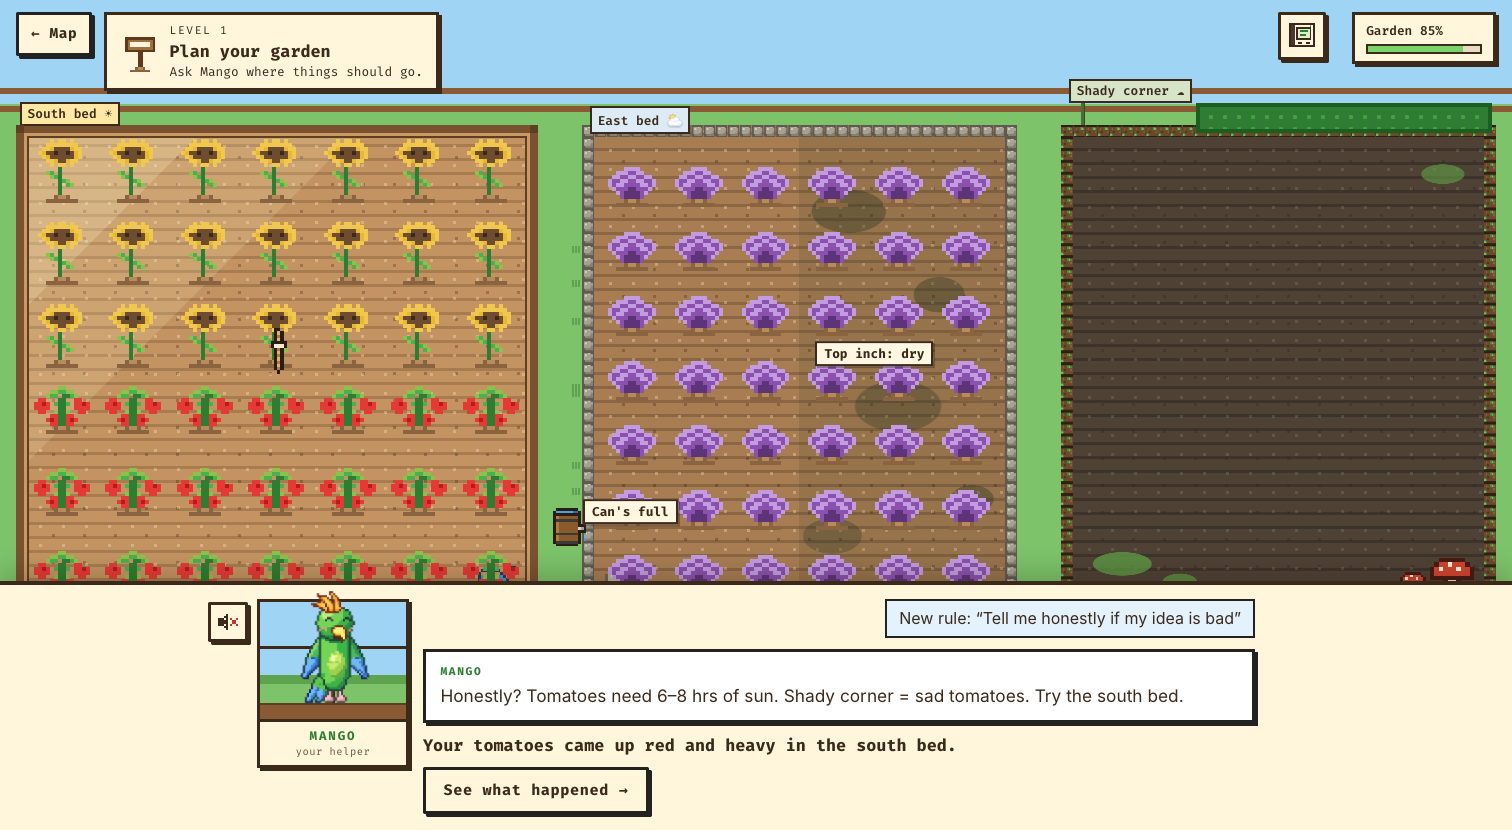 ← Map
LEVEL 1
Plan your garden
Ask Mango where things should go.
Garden 85%
South bed ☀
East bed ⛅
Shady corner ☁
Top inch: dry
Can's full
New rule: “Tell me honestly if my idea is bad”
MANGO
Honestly? Tomatoes need 6–8 hrs of sun. Shady corner = sad tomatoes. Try the south bed.
MANGO
your helper
Your tomatoes came up red and heavy in the south bed.
See what happened →